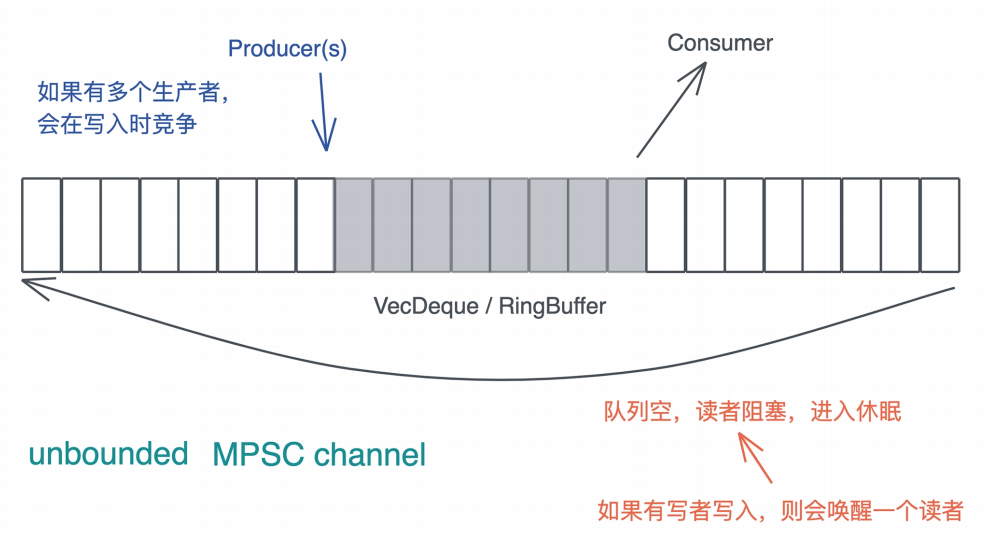 Producer(s)
Consumer
如果有多个生产者，
会在写入时竞争
VecDeque / RingBuffer
队列空，读者阻塞，进入休眠
unbounded MPSC channel
如果有写者写入，则会唤醒一个读者